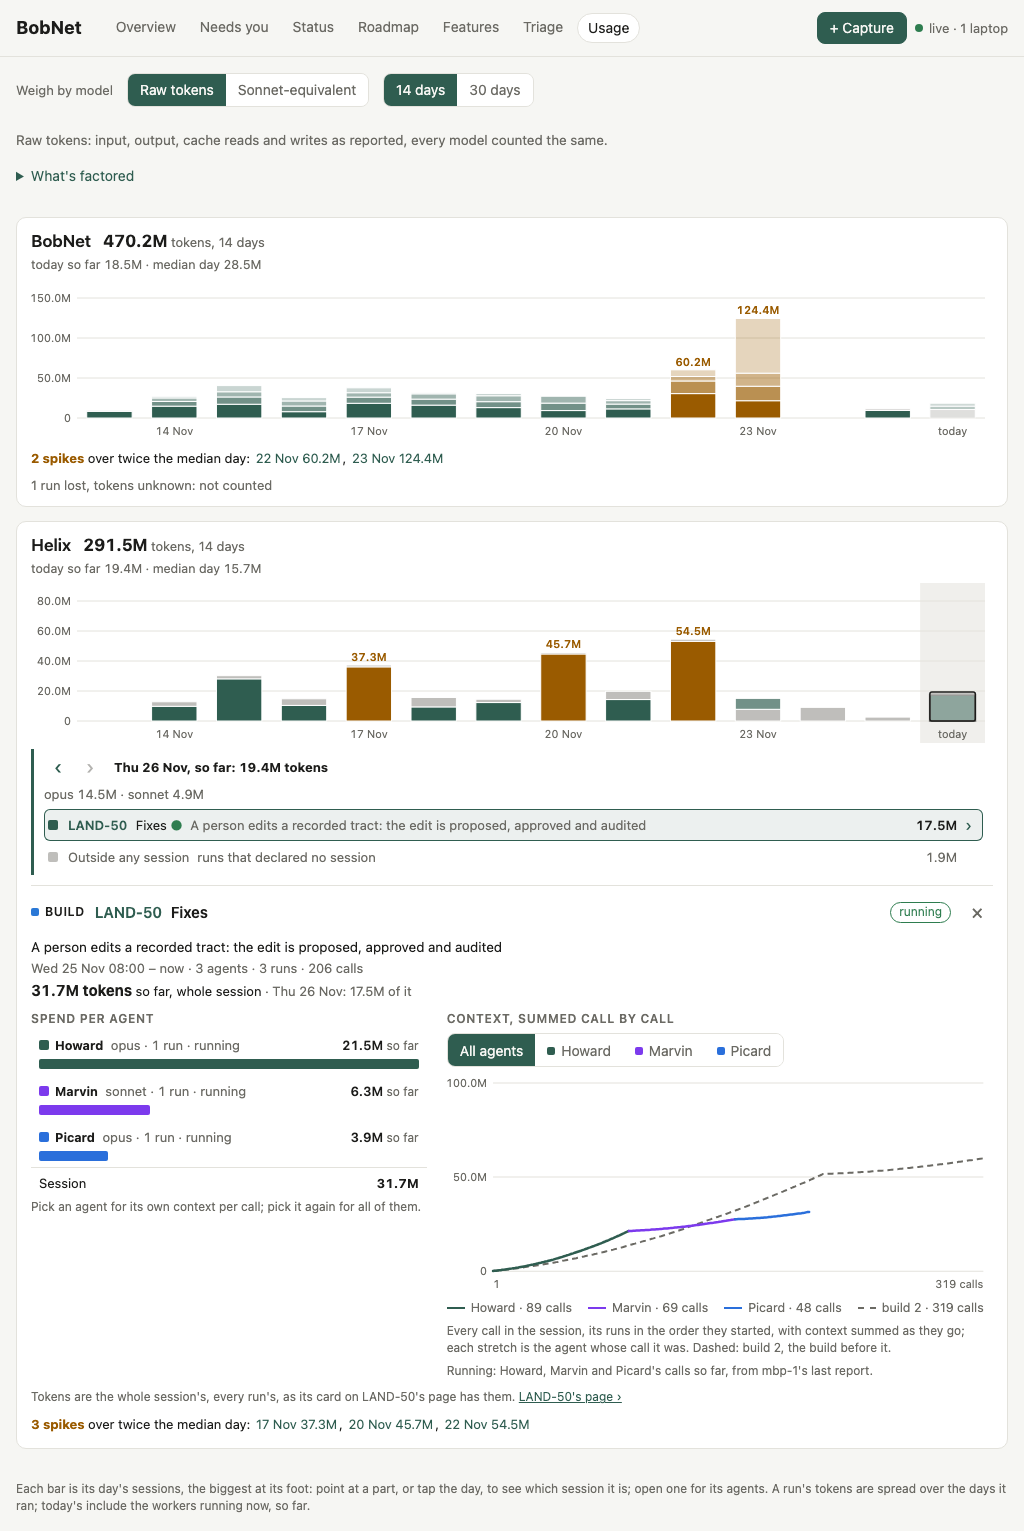 BobNet Overview Needs you Status Roadmap Features Triage Usage + Capture live · 1 laptop
Weigh by model Raw tokens Sonnet-equivalent 14 days 30 days
Raw tokens: input, output, cache reads and writes as reported, every model counted the same.
What's factored
BobNet 470.2M tokens, 14 days
today so far 18.5M · median day 28.5M
150.0M
124.4M
100.0M
60.2M
50.0M
0
14 Nov 17 Nov 20 Nov 23 Nov today
2 spikes over twice the median day: 22 Nov 60.2M, 23 Nov 124.4M
1 run lost, tokens unknown: not counted
Helix 291.5M tokens, 14 days
today so far 19.4M · median day 15.7M
80.0M
60.0M
54.5M
45.7M
37.3M
40.0M
20.0M
0
14 Nov 17 Nov 20 Nov 23 Nov today
‹ › Thu 26 Nov, so far: 19.4M tokens
opus 14.5M · sonnet 4.9M
LAND-50 Fixes A person edits a recorded tract: the edit is proposed, approved and audited 17.5M ›
Outside any session runs that declared no session 1.9M
BUILD LAND-50 Fixes running ×
A person edits a recorded tract: the edit is proposed, approved and audited
Wed 25 Nov 08:00 – now · 3 agents · 3 runs · 206 calls
31.7M tokens so far, whole session · Thu 26 Nov: 17.5M of it
SPEND PER AGENT
Howard opus · 1 run · running 21.5M so far
Marvin sonnet · 1 run · running 6.3M so far
Picard opus · 1 run · running 3.9M so far
Session 31.7M
Pick an agent for its own context per call; pick it again for all of them.
CONTEXT, SUMMED CALL BY CALL
All agents Howard Marvin Picard
100.0M
50.0M
0
1 319 calls
Howard · 89 calls Marvin · 69 calls Picard · 48 calls build 2 · 319 calls
Every call in the session, its runs in the order they started, with context summed as they go;
each stretch is the agent whose call it was. Dashed: build 2, the build before it.
Running: Howard, Marvin and Picard's calls so far, from mbp-1's last report.
Tokens are the whole session's, every run's, as its card on LAND-50's page has them. LAND-50's page ›
3 spikes over twice the median day: 17 Nov 37.3M, 20 Nov 45.7M, 22 Nov 54.5M
Each bar is its day's sessions, the biggest at its foot: point at a part, or tap the day, to see which session it is; open one for its agents. A run's tokens are spread over the days it
ran; today's include the workers running now, so far.